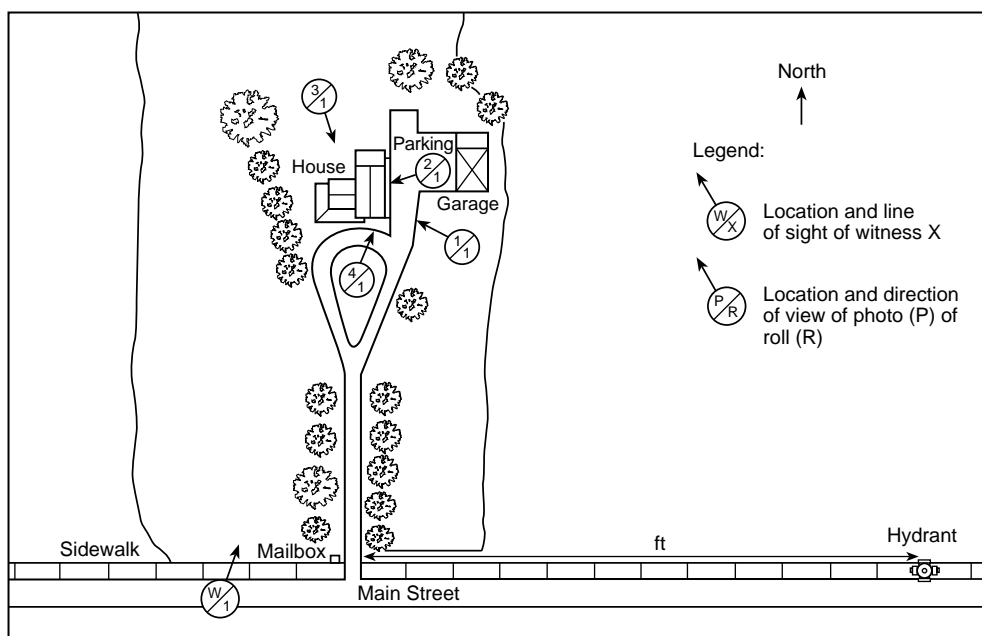 North
3
1
House
Parking
2
1
Garage
1
1
4
1
Legend:
W
X
Location and line
of sight of witness X
P
R
Location and direction
of view of photo (P) of
roll (R)
Sidewalk
Mailbox
ft
Hydrant
W
1
Main Street